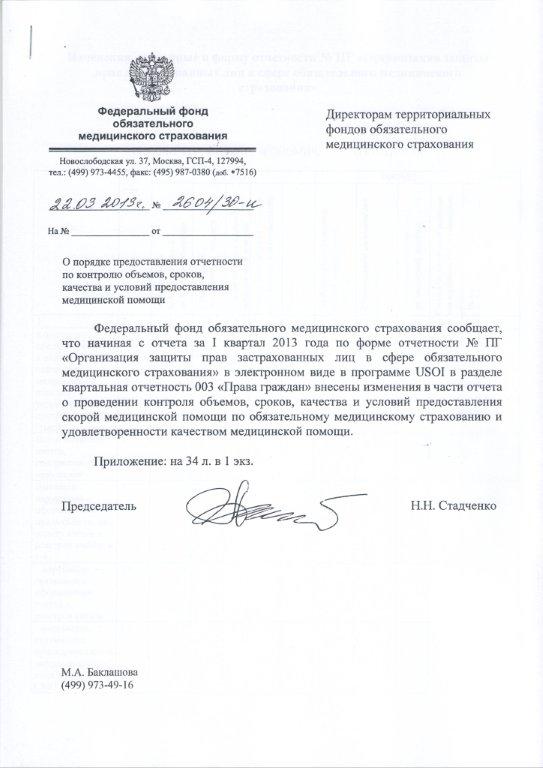 Федеральный фонд
обязательного
медицинского страхования
Новослободская ул. 37, Москва, ГСП-4, 127994,
тел.: (499) 973-4455, факс: (495) 987-0380 (доб. *7516)
22.03 2013г. № 2604/30-и
На № от
Директорам территориальных
фондов обязательного
медицинского страхования
О порядке предоставления отчетности
по контролю объемов, сроков,
качества и условий предоставления
медицинской помощи
Федеральный фонд обязательного медицинского страхования сообщает,
что начиная с отчета за I квартал 2013 года по форме отчетности № ПГ
«Организация защиты прав застрахованных лиц в сфере обязательного
медицинского страхования» в электронном виде в программе USOI в разделе
квартальная отчетность 003 «Права граждан» внесены изменения в части отчета
о проведении контроля объемов, сроков, качества и условий предоставления
скорой медицинской помощи по обязательному медицинскому страхованию и
удовлетворенности качеством медицинской помощи.
Приложение: на 34 л. в 1 экз.
Председатель Н.Н. Стадченко
М.А. Баклашова
(499) 973-49-16